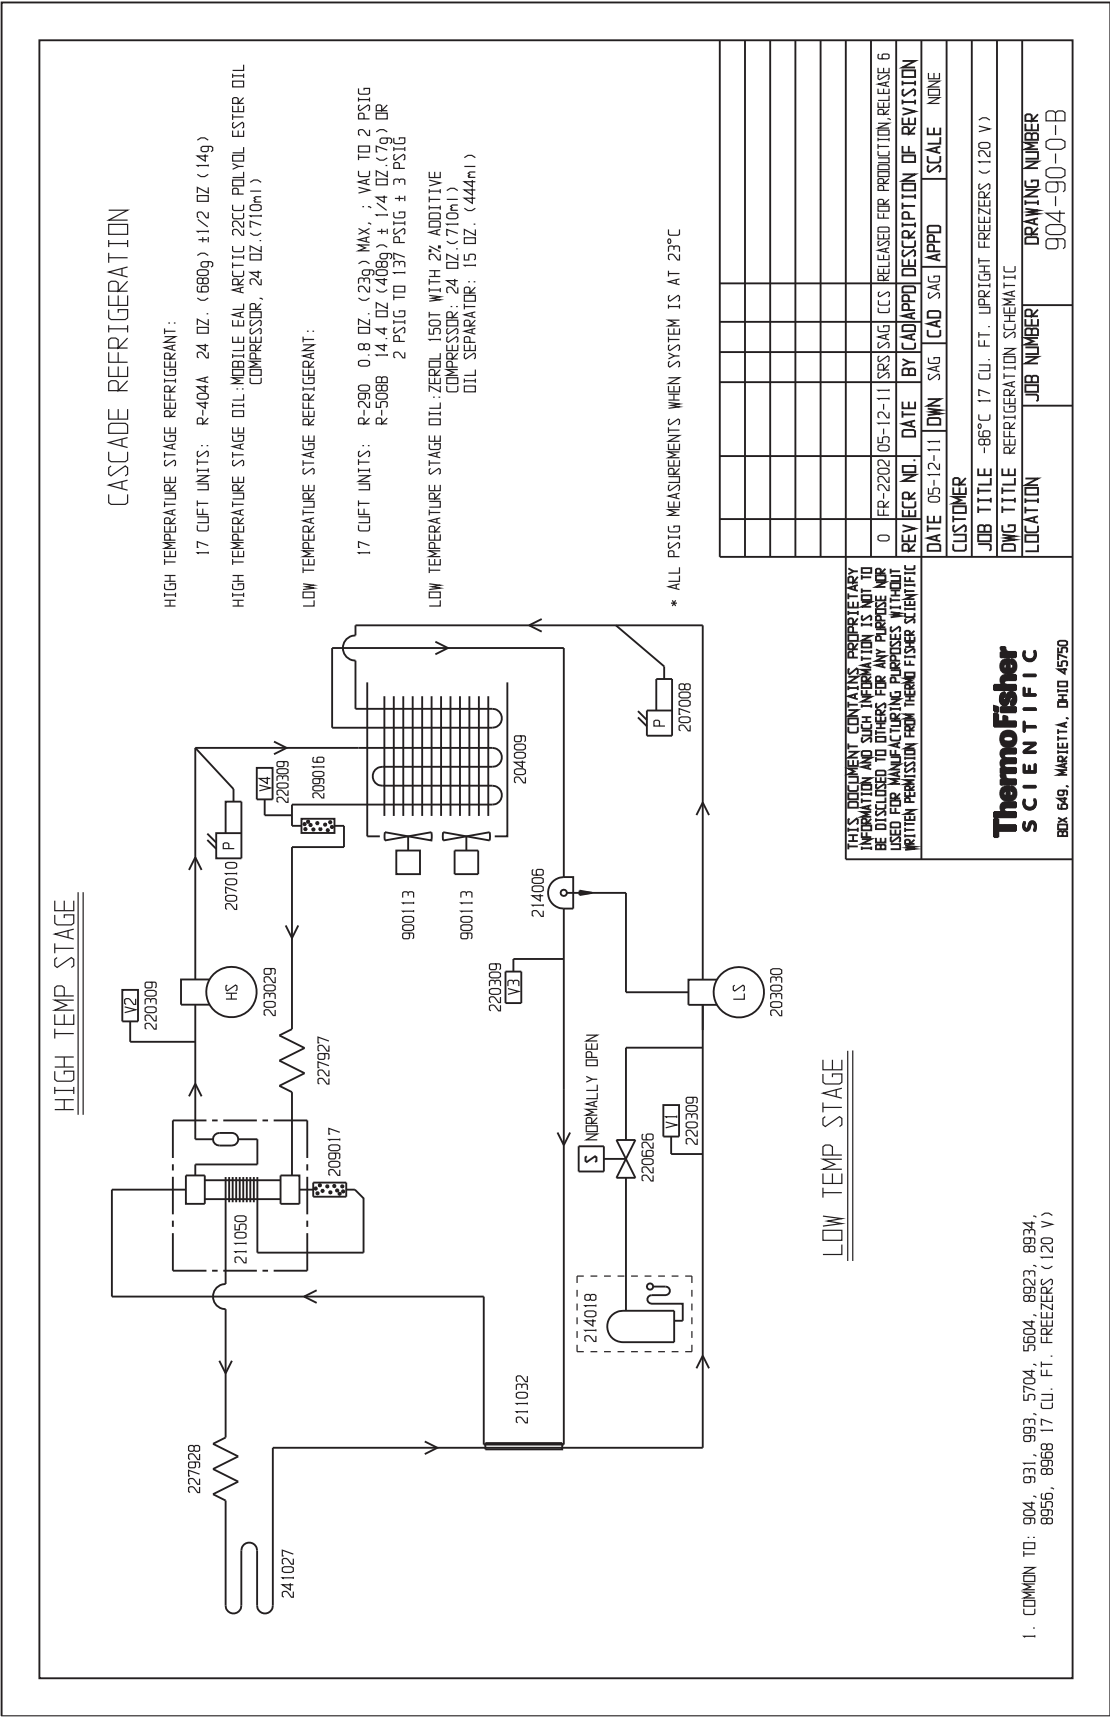 HIGH TEMP STAGE
CASCADE REFRIGERATION
HIGH TEMPERATURE STAGE REFRIGERANT:
17 CUFT UNITS: R-404A 24 OZ. (680g) ±1/2 OZ (14g)
HIGH TEMPERATURE STAGE OIL:MOBILE EAL ARCTIC 22CC POLYOL ESTER OIL
COMPRESSOR, 24 OZ.(710ml)
LOW TEMPERATURE STAGE REFRIGERANT:
17 CUFT UNITS: R-290 0.8 OZ. (23g) MAX, ; VAC TO 2 PSIG
R-508B 14.4 OZ (408g) ± 1/4 OZ.(7g) OR
2 PSIG TO 137 PSIG ± 3 PSIG
LOW TEMPERATURE STAGE OIL:ZEROL 150T WITH 2% ADDITIVE
COMPRESSOR: 24 OZ.(710ml)
OIL SEPARATOR: 15 OZ. (444ml)
* ALL PSIG MEASUREMENTS WHEN SYSTEM IS AT 23°C
V2
220309
HS
203029
P
207010
V4
220309
209016
227927
209017
211050
227928
241027
900113
900113
204009
214006
220309
V3
211032
S NORMALLY OPEN
220626
214018
V1
220309
LS
203030
P
207008
LOW TEMP STAGE
1. COMMON TO: 904, 931, 993, 5704, 5604, 8923, 8934,
8956, 8968 17 CU. FT. FREEZERS (120 V)
THIS DOCUMENT CONTAINS PROPRIETARY
INFORMATION AND SUCH INFORMATION IS NOT TO
BE DISCLOSED TO OTHERS FOR ANY PURPOSE NOR
USED FOR MANUFACTURING PURPOSES WITHOUT
WRITTEN PERMISSION FROM THERMO FISHER SCIENTIFIC
ThermoFisher
SCIENTIFIC
BOX 649, MARIETTA, OHIO 45750
0 FR-2202 05-12-11 SRS SAG CCS RELEASED FOR PRODUCTION,RELEASE 6
REV ECR NO. DATE BY CAD APPD DESCRIPTION OF REVISION
DATE 05-12-11 DWN SAG CAD SAG APPD SCALE NONE
CUSTOMER
JOB TITLE -86°C 17 CU. FT. UPRIGHT FREEZERS (120 V)
DWG TITLE REFRIGERATION SCHEMATIC
LOCATION JOB NUMBER DRAWING NUMBER
904-90-0-B